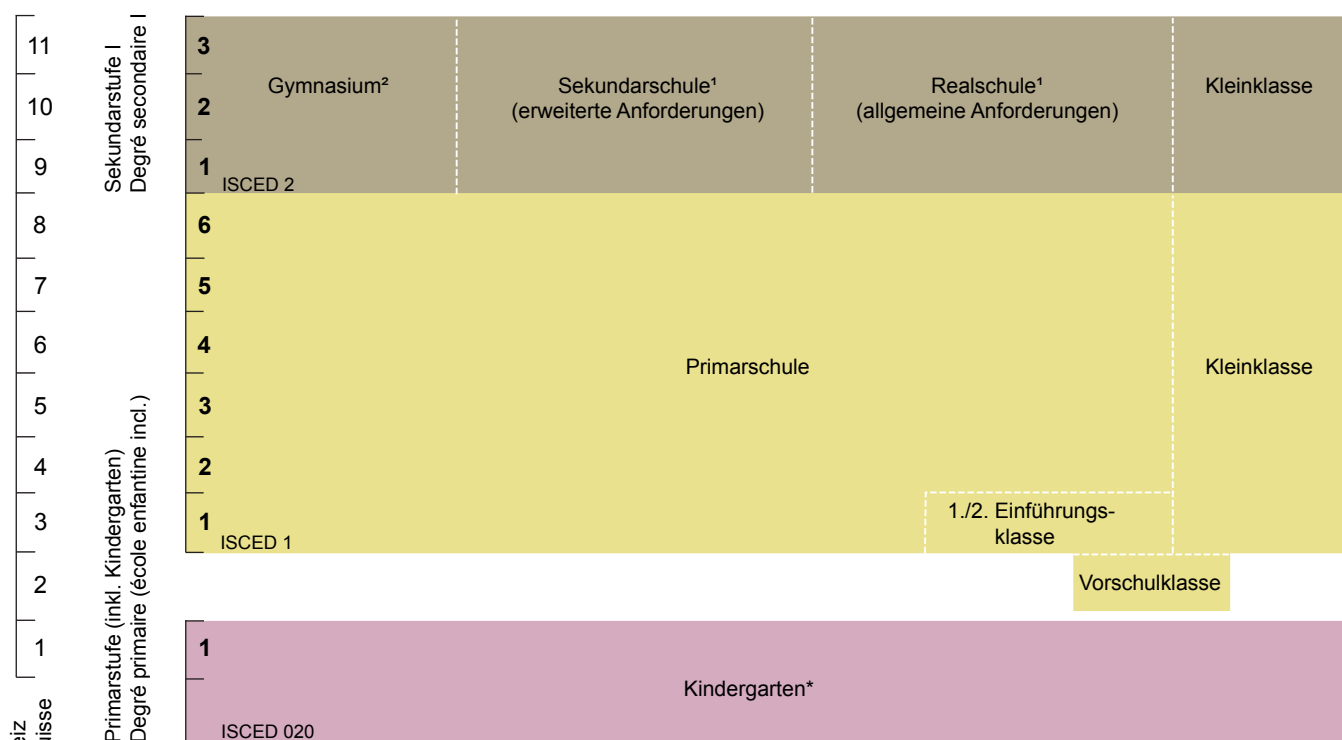 11
10
9
8
7
6
5
4
3
2
1
Sekundarstufe I
Degré secondaire I
Primarstufe (inkl. Kindergarten)
Degré primaire (école enfantine incl.)
3
2
1
ISCED 2
Gymnasium²
Sekundarschule¹
(erweiterte Anforderungen)
Realschule¹
(allgemeine Anforderungen)
Kleinklasse
6
5
4
3
2
1
ISCED 1
Primarschule
Kleinklasse
1./2. Einführungs-
klasse
Vorschulklasse
1
Kindergarten*
ISCED 020